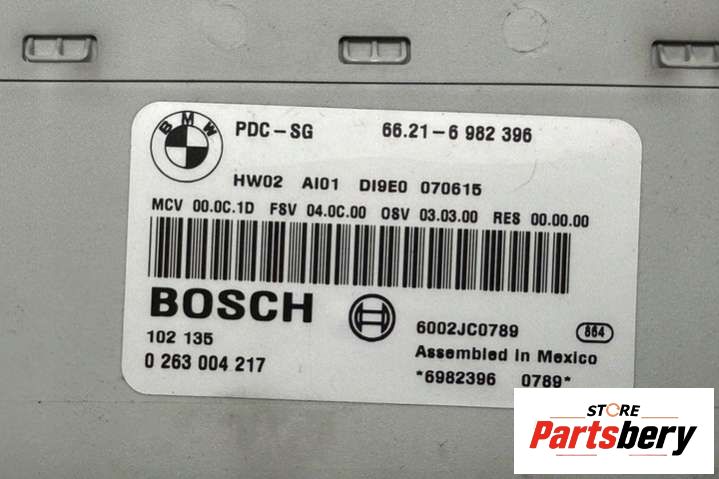 BMW
PDC-SG 66.21-6 982 396
HW02 AI01 DI9E0 070615
MCV 00.0C.1D FSV 04.0C.00 OSV 03.03.00 RES 00.00.00
BOSCH
6002JC0789 864
102 135
Assembled in Mexico
0 263 004 217
*6982396 0789*
STORE
Partsbery